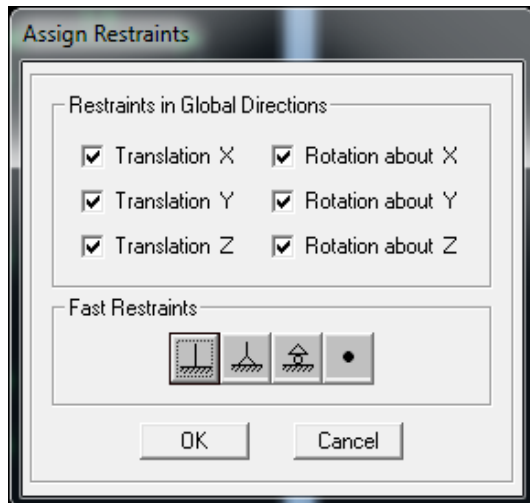 Assign Restraints
Restraints in Global Directions
Translation X Rotation about X
Translation Y Rotation about Y
Translation Z Rotation about Z
Fast Restraints
OK Cancel